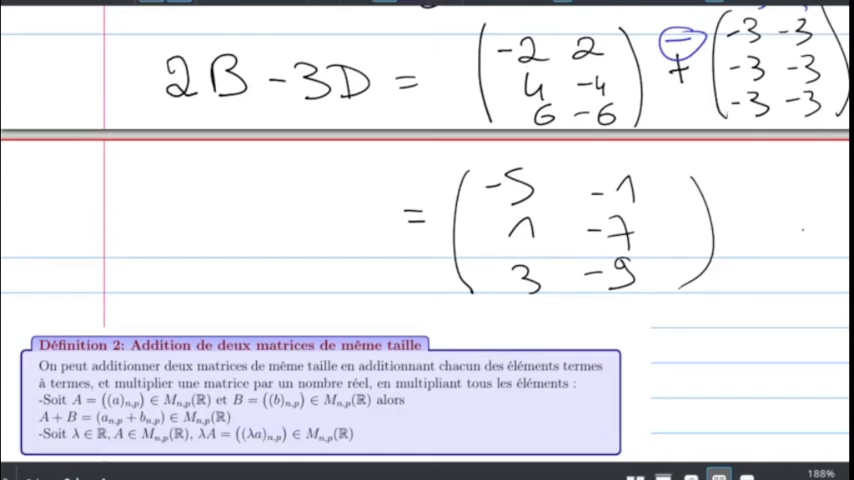 2B - 3D = (-2 2 4 -4 6 -6) + (-3 -3 -3 -3 -3 -3)
= (-5 -1 1 -7 3 -9)
Définition 2: Addition de deux matrices de même taille
On peut additionner deux matrices de même taille en additionnant chacun des éléments termes
à termes, et multiplier une matrice par un nombre réel, en multipliant tous les éléments :
-Soit A = ((a)ₙ,ₚ) ∈ Mₙ,ₚ(ℝ) et B = ((b)ₙ,ₚ) ∈ Mₙ,ₚ(ℝ) alors
A + B = (aₙ,ₚ + bₙ,ₚ) ∈ Mₙ,ₚ(ℝ)
-Soit λ ∈ ℝ, A ∈ Mₙ,ₚ(ℝ), λA = ((λa)ₙ,ₚ) ∈ Mₙ,ₚ(ℝ)
188%